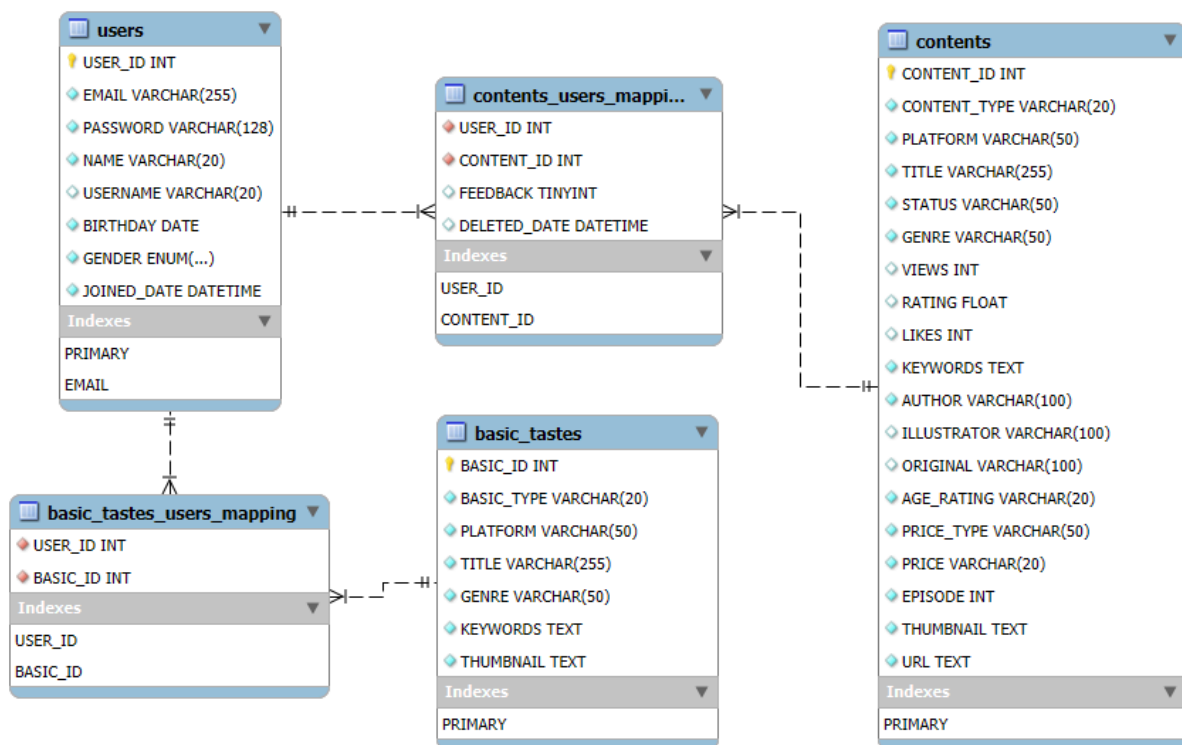 users
USER_ID INT
EMAIL VARCHAR(255)
PASSWORD VARCHAR(128)
NAME VARCHAR(20)
USERNAME VARCHAR(20)
BIRTHDAY DATE
GENDER ENUM(...)
JOINED_DATE DATETIME
Indexes
PRIMARY
EMAIL
contents_users_mappi...
USER_ID INT
CONTENT_ID INT
FEEDBACK TINYINT
DELETED_DATE DATETIME
Indexes
USER_ID
CONTENT_ID
contents
CONTENT_ID INT
CONTENT_TYPE VARCHAR(20)
PLATFORM VARCHAR(50)
TITLE VARCHAR(255)
STATUS VARCHAR(50)
GENRE VARCHAR(50)
VIEWS INT
RATING FLOAT
LIKES INT
KEYWORDS TEXT
AUTHOR VARCHAR(100)
ILLUSTRATOR VARCHAR(100)
ORIGINAL VARCHAR(100)
AGE_RATING VARCHAR(20)
PRICE_TYPE VARCHAR(50)
PRICE VARCHAR(20)
EPISODE INT
THUMBNAIL TEXT
URL TEXT
Indexes
PRIMARY
basic_tastes_users_mapping
USER_ID INT
BASIC_ID INT
Indexes
USER_ID
BASIC_ID
basic_tastes
BASIC_ID INT
BASIC_TYPE VARCHAR(20)
PLATFORM VARCHAR(50)
TITLE VARCHAR(255)
GENRE VARCHAR(50)
KEYWORDS TEXT
THUMBNAIL TEXT
Indexes
PRIMARY